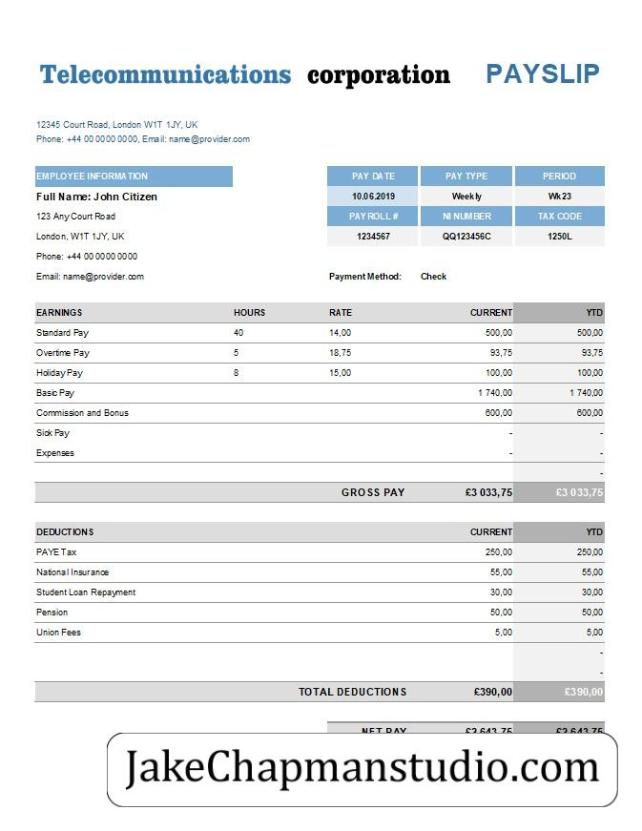 Telecommunications corporation PAYSLIP
12345 Court Road, London W1T 1JY, UK
Phone: +44 00 0000 0000, Email: name@provider.com
EMPLOYEE INFORMATION PAY DATE PAY TYPE PERIOD
Full Name: John Citizen 10.06.2019 Weekly Wk 23
123 Any Court Road PAYROLL # NI NUMBER TAX CODE
London, W1T 1JY, UK 1234567 QQ123456C 1250L
Phone: +44 00 0000 0000
Email: name@provider.com Payment Method: Check
EARNINGS HOURS RATE CURRENT YTD
Standard Pay 40 14,00 500,00 500,00
Overtime Pay 5 18,75 93,75 93,75
Holiday Pay 8 15,00 100,00 100,00
Basic Pay 1 740,00 1 740,00
Commission and Bonus 600,00 600,00
Sick Pay - -
Expenses - -
-
GROSS PAY £3 033,75 £3 033,75
DEDUCTIONS CURRENT YTD
PAYE Tax 250,00 250,00
National Insurance 55,00 55,00
Student Loan Repayment 30,00 30,00
Pension 50,00 50,00
Union Fees 5,00 5,00
-
-
TOTAL DEDUCTIONS £390,00 £390,00
NET PAY £2 643,75 £2 643,75
JakeChapmanstudio.com